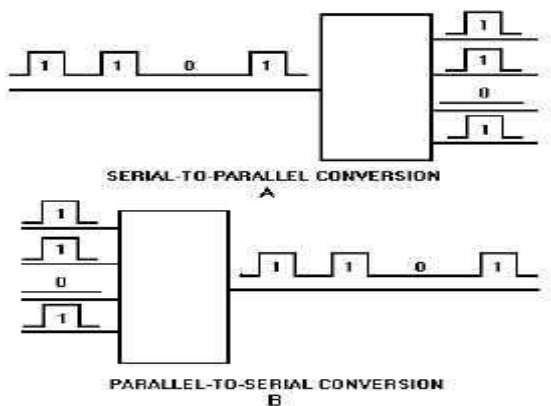 1
1 1 0 1 1
0
1
SERIAL-TO-PARALLEL CONVERSION
A
1
1
0 1 1 0 1
1
PARALLEL-TO-SERIAL CONVERSION
B